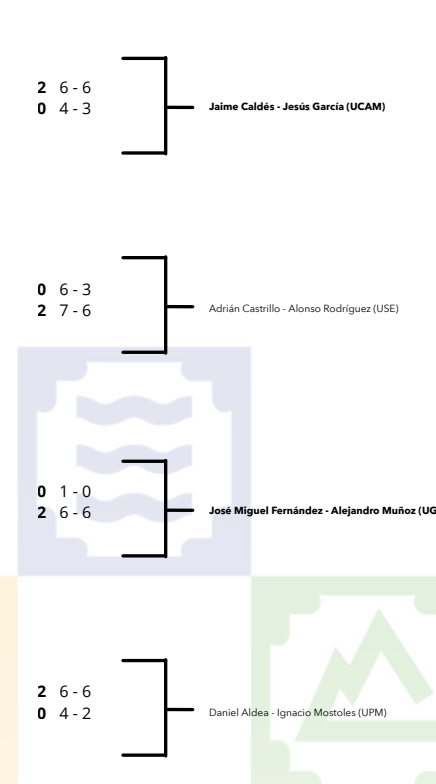 2 6 - 6
0 4 - 3
Jaime Caldés - Jesús García (UCAM)
0 6 - 3
2 7 - 6
Adrián Castrillo - Alonso Rodríguez (USE)
0 1 - 0
2 6 - 6
José Miguel Fernández - Alejandro Muñoz (UG
2 6 - 6
0 4 - 2
Daniel Aldea - Ignacio Mostoles (UPM)